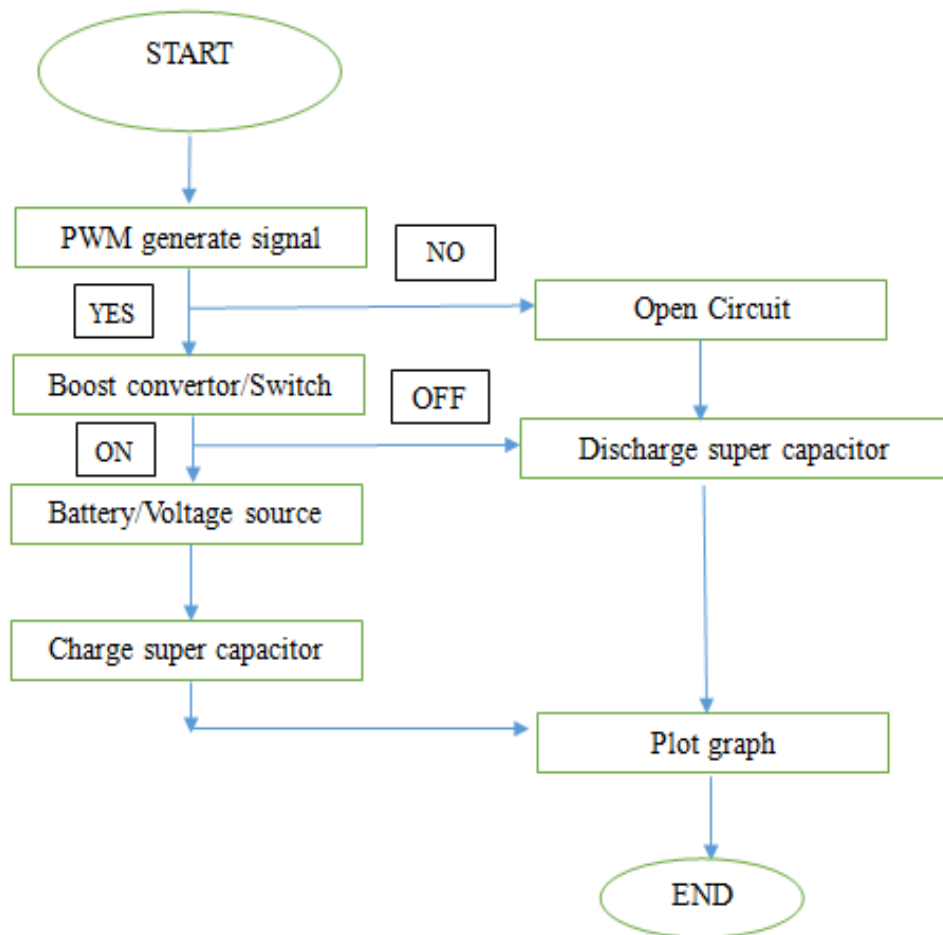 START
PWM generate signal
NO
YES
Open Circuit
Boost convertor/Switch
OFF
ON
Discharge super capacitor
Battery/Voltage source
Charge super capacitor
Plot graph
END